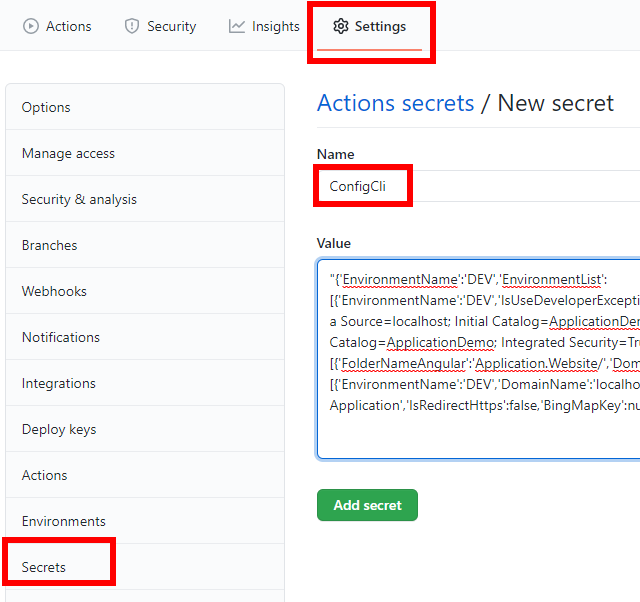 Actions Security Insights Settings
Options
Manage access
Security & analysis
Branches
Webhooks
Notifications
Integrations
Deploy keys
Actions
Environments
Secrets
Actions secrets / New secret
Name
ConfigCli
Value
"{'EnvironmentName':'DEV','EnvironmentList':
[{'EnvironmentName':'DEV','IsUseDeveloperExcepti
a Source=localhost; Initial Catalog=ApplicationDem
Catalog=ApplicationDemo; Integrated Security=Tru
[{'FolderNameAngular':'Application.Website/','Dom
[{'EnvironmentName':'DEV','DomainName':'localho
Application','IsRedirectHttps':false,'BingMapKey':nu
Add secret